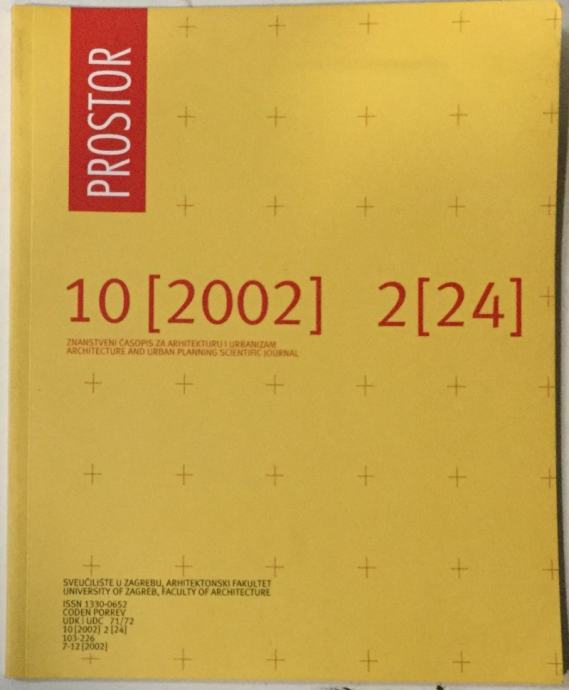 PROSTOR
10 [2002] 2[24]
ZNANSTVENI ČASOPIS ZA ARHITEKTURU I URBANIZAM
ARCHITECTURE AND URBAN PLANNING SCIENTIFIC JOURNAL
SVEUČILIŠTE U ZAGREBU, ARHITEKTONSKI FAKULTET
UNIVERSITY OF ZAGREB, FACULTY OF ARCHITECTURE
ISSN 1330-0652
CODEN PORREV
UDK | UDC 71/72
10 [2002] 2 [24]
103-226
7-12 [2002]